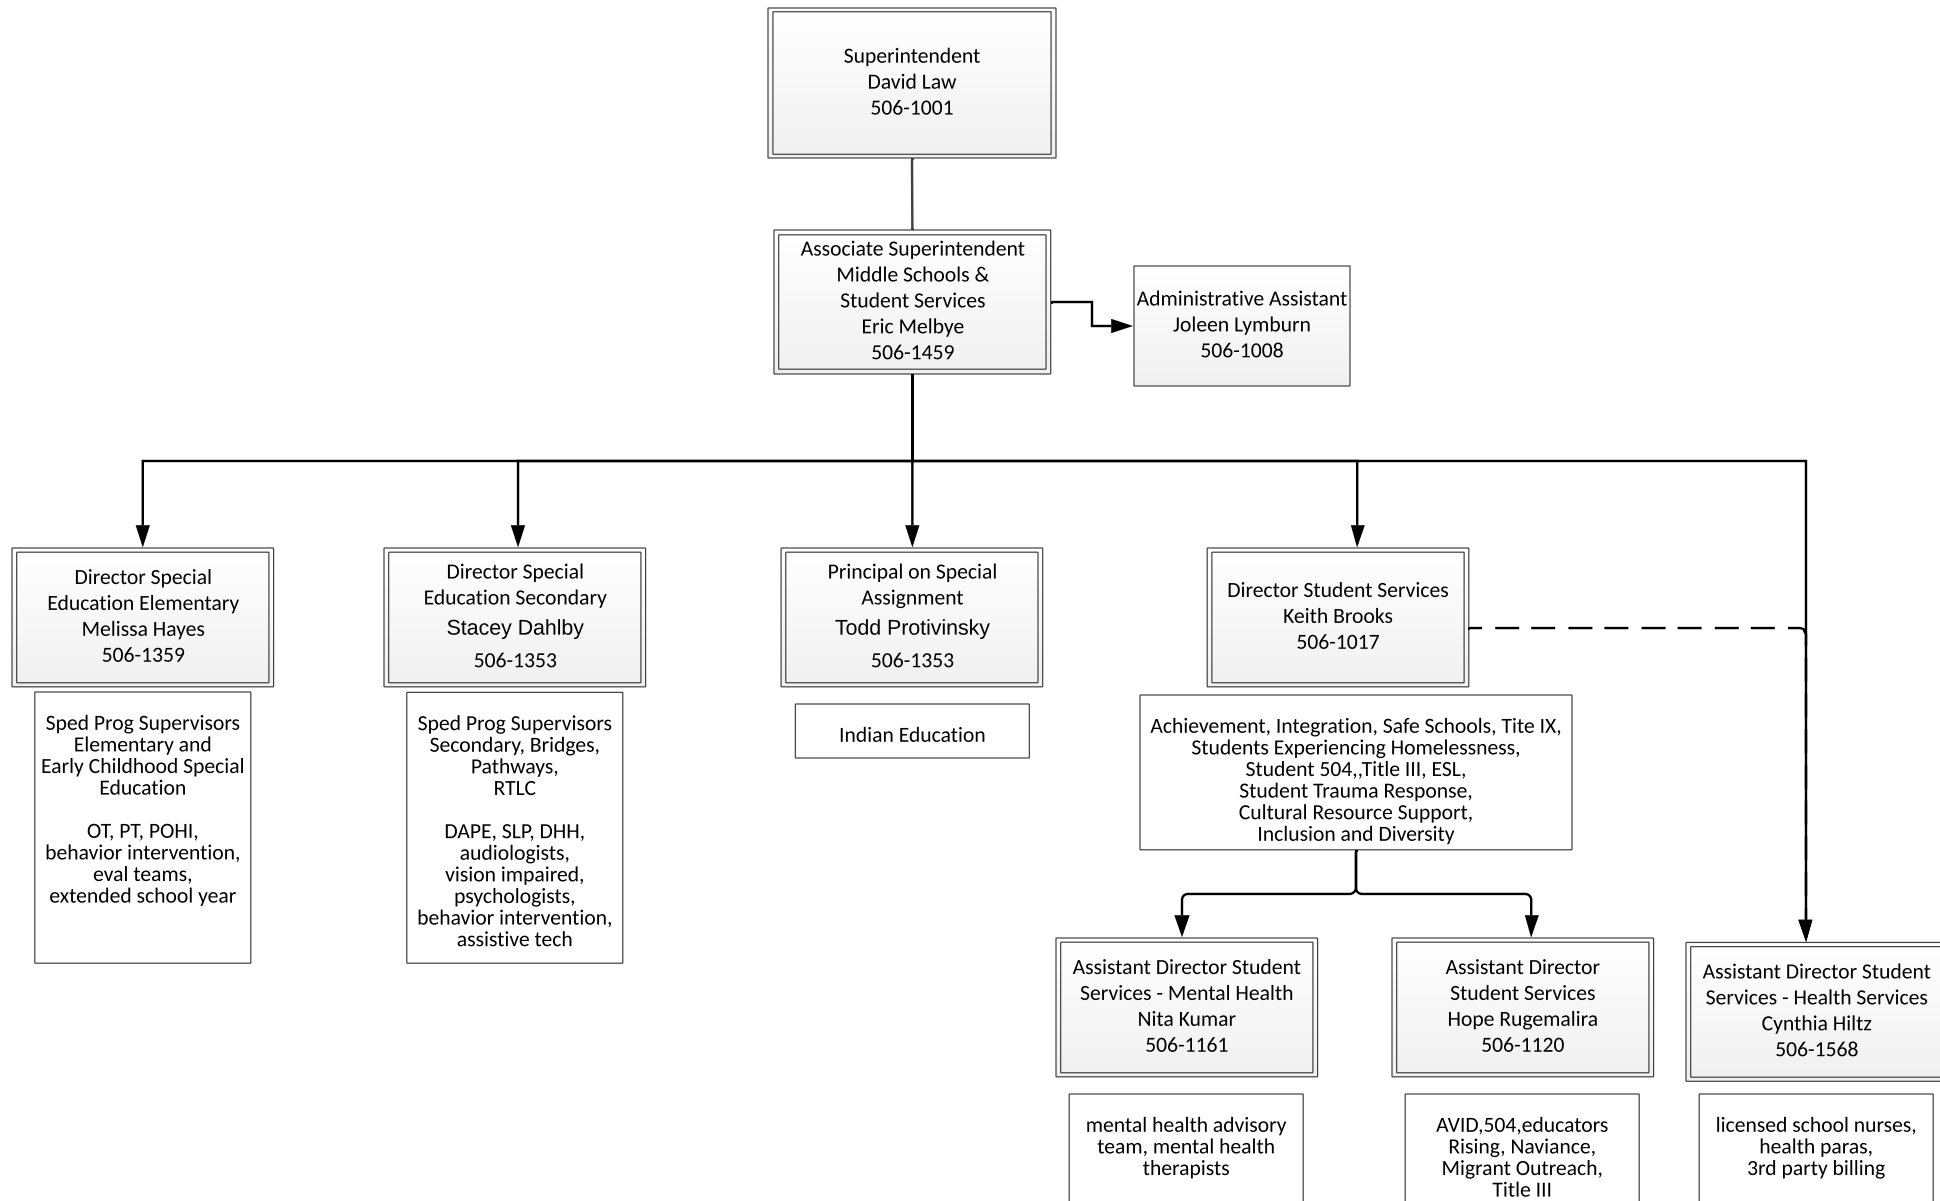 Superintendent
David Law
506-1001
Associate Superintendent
Middle Schools &
Student Services
Eric Melbye
506-1459
Administrative Assistant
Joleen Lymburn
506-1008
Director Special
Education Elementary
Melissa Hayes
506-1359
Sped Prog Supervisors
Elementary and
Early Childhood Special
Education
OT, PT, POHI,
behavior intervention,
eval teams,
extended school year
Director Special
Education Secondary
Stacey Dahlby
506-1353
Sped Prog Supervisors
Secondary, Bridges,
Pathways,
RTLC
DAPE, SLP, DHH,
audiologists,
vision impaired,
psychologists,
behavior intervention,
assistive tech
Principal on Special
Assignment
Todd Protivinsky
506-1353
Indian Education
Director Student Services
Keith Brooks
506-1017
Achievement, Integration, Safe Schools, Tite IX,
Students Experiencing Homelessness,
Student 504,,Title III, ESL,
Student Trauma Response,
Cultural Resource Support,
Inclusion and Diversity
Assistant Director Student
Services - Mental Health
Nita Kumar
506-1161
mental health advisory
team, mental health
therapists
Assistant Director
Student Services
Hope Rugemalira
506-1120
AVID,504,educators
Rising, Naviance,
Migrant Outreach,
Title III
Assistant Director Student
Services - Health Services
Cynthia Hiltz
506-1568
licensed school nurses,
health paras,
3rd party billing